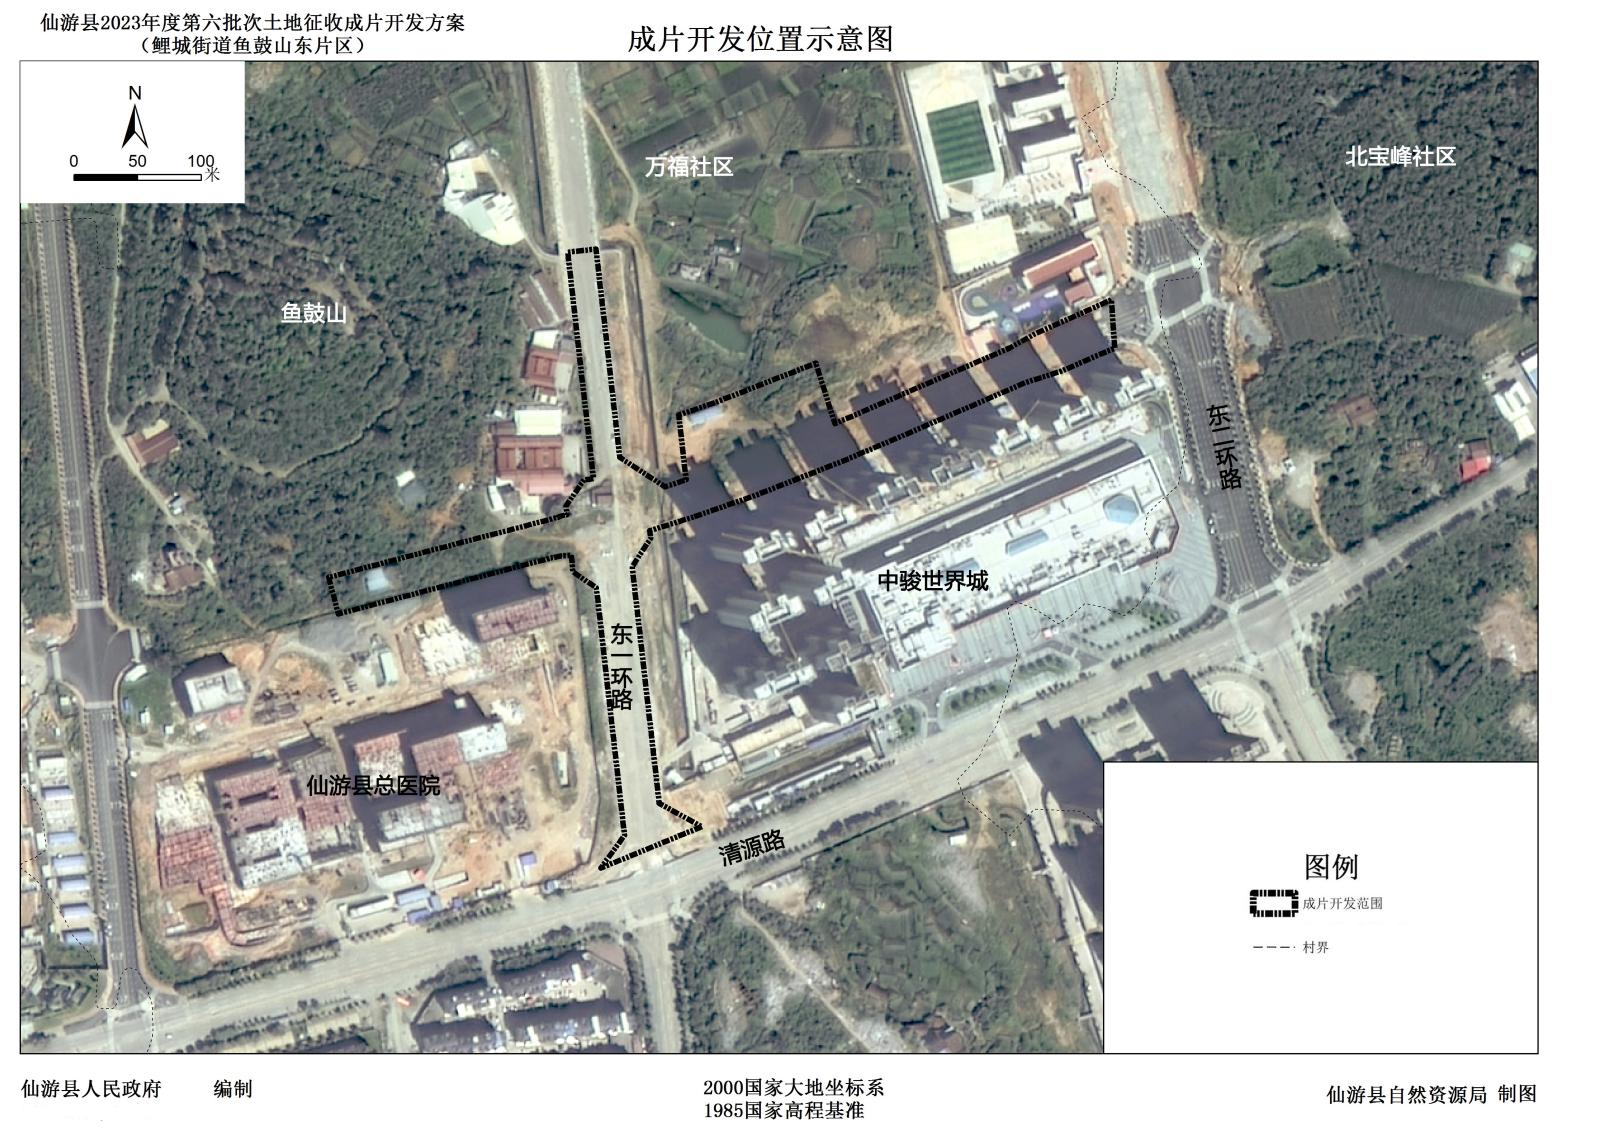 仙游县2023年度第六批次土地征收成片开发方案
（鲤城街道鱼鼓山东片区）
成片开发位置示意图
N
0 50 100
米
万福社区
北宝峰社区
鱼鼓山
东二环路
中骏世界城
东一环路
仙游县总医院
清源路
图例
成片开发范围
村界
仙游县人民政府 编制
2000国家大地坐标系
1985国家高程基准
仙游县自然资源局 制图